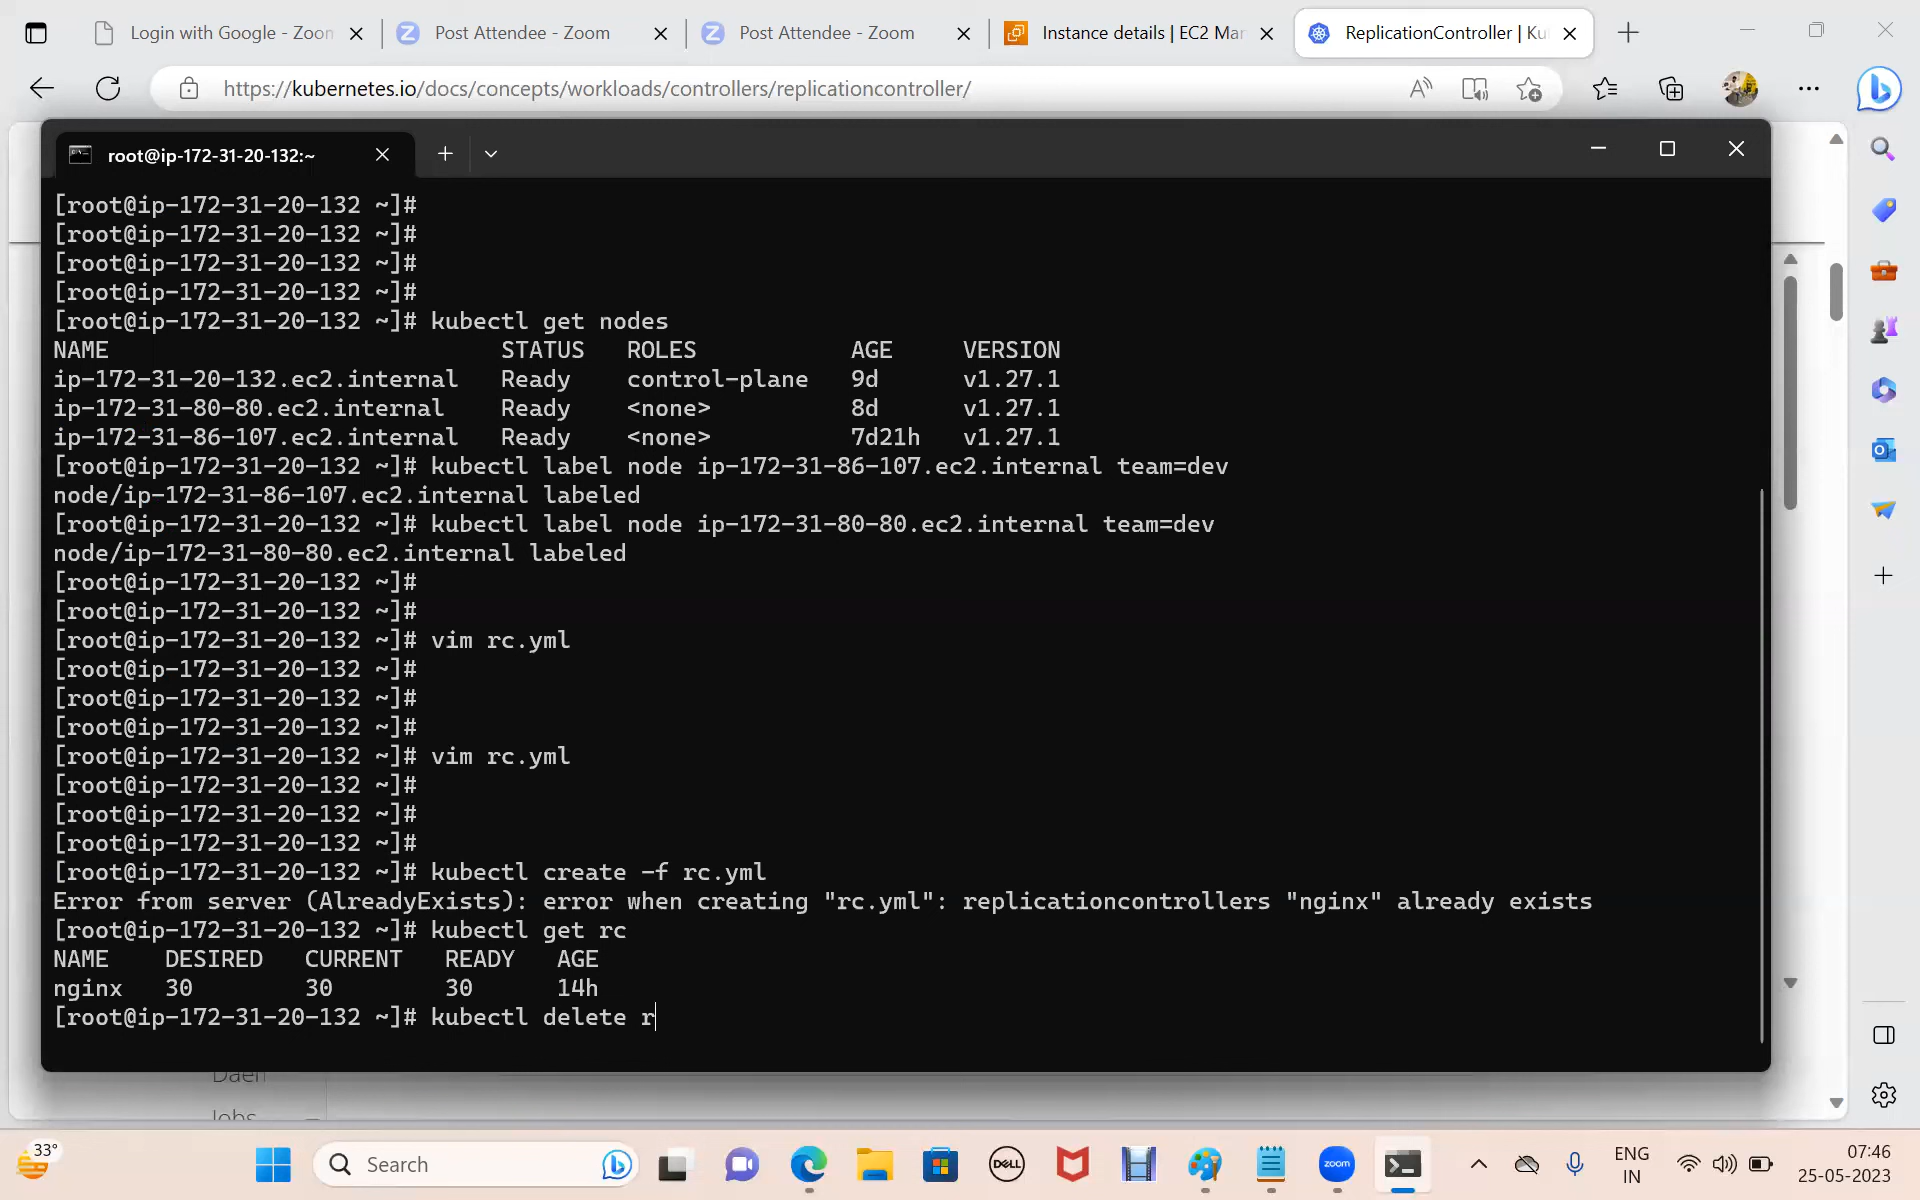 Login with Google - Zoom
Post Attendee - Zoom
Post Attendee - Zoom
Instance details | EC2 Mar
ReplicationController | Ku
https://kubernetes.io/docs/concepts/workloads/controllers/replicationcontroller/
root@ip-172-31-20-132:~
[root@ip-172-31-20-132 ~]#
[root@ip-172-31-20-132 ~]#
[root@ip-172-31-20-132 ~]#
[root@ip-172-31-20-132 ~]#
[root@ip-172-31-20-132 ~]# kubectl get nodes
NAME STATUS ROLES AGE VERSION
ip-172-31-20-132.ec2.internal Ready control-plane 9d v1.27.1
ip-172-31-80-80.ec2.internal Ready <none> 8d v1.27.1
ip-172-31-86-107.ec2.internal Ready <none> 7d21h v1.27.1
[root@ip-172-31-20-132 ~]# kubectl label node ip-172-31-86-107.ec2.internal team=dev
node/ip-172-31-86-107.ec2.internal labeled
[root@ip-172-31-20-132 ~]# kubectl label node ip-172-31-80-80.ec2.internal team=dev
node/ip-172-31-80-80.ec2.internal labeled
[root@ip-172-31-20-132 ~]#
[root@ip-172-31-20-132 ~]#
[root@ip-172-31-20-132 ~]# vim rc.yml
[root@ip-172-31-20-132 ~]#
[root@ip-172-31-20-132 ~]#
[root@ip-172-31-20-132 ~]#
[root@ip-172-31-20-132 ~]# vim rc.yml
[root@ip-172-31-20-132 ~]#
[root@ip-172-31-20-132 ~]#
[root@ip-172-31-20-132 ~]#
[root@ip-172-31-20-132 ~]# kubectl create -f rc.yml
Error from server (AlreadyExists): error when creating "rc.yml": replicationcontrollers "nginx" already exists
[root@ip-172-31-20-132 ~]# kubectl get rc
NAME DESIRED CURRENT READY AGE
nginx 30 30 30 14h
[root@ip-172-31-20-132 ~]# kubectl delete r
Jobs
33°
Search
DELL
zoom
ENG
IN
07:46
25-05-2023